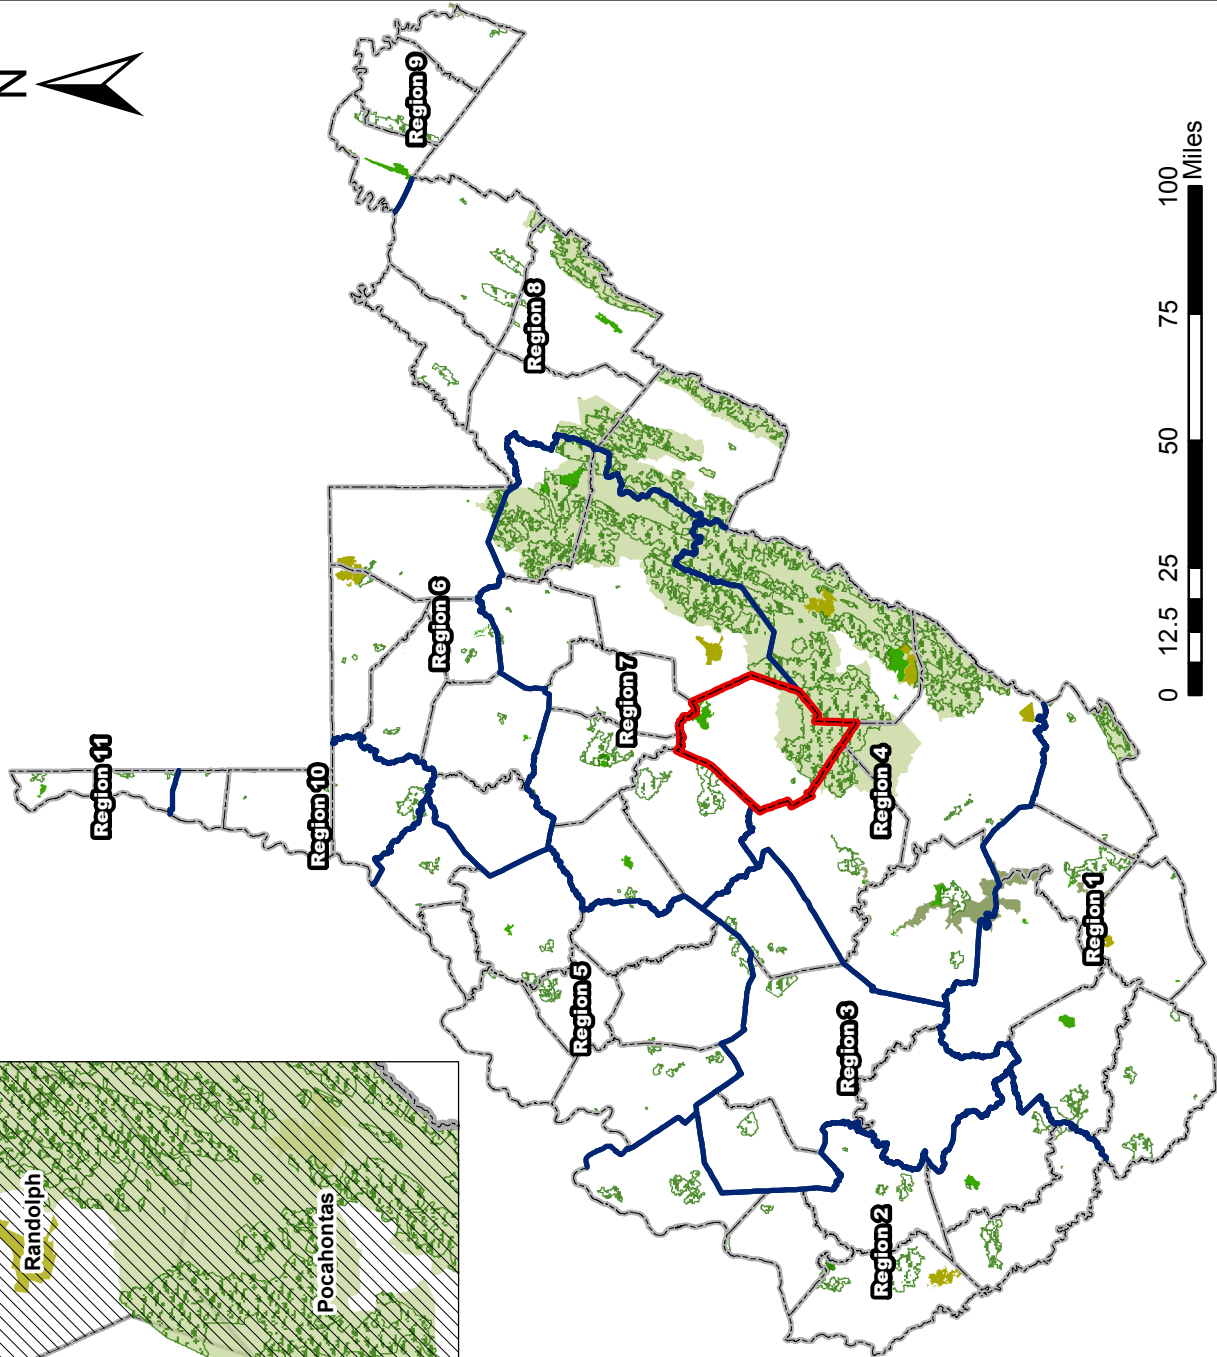 N
Region 9
Region 8
Region 6
Region 11
Region 10
Region 7
Region 5
Region 4
Region 3
Region 1
Region 2
Randolph
Pocahontas
0 12.5 25 50 75 100
Miles